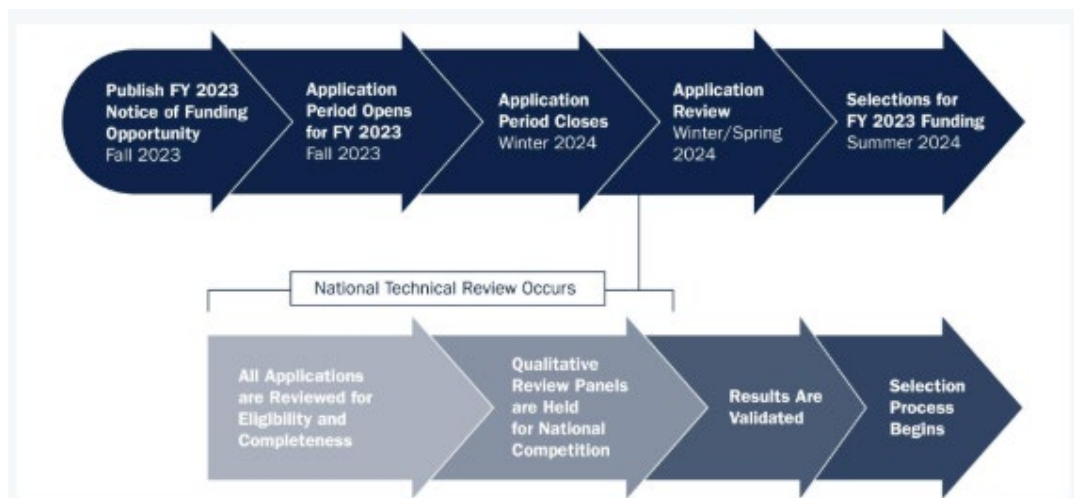 Publish FY 2023
Notice of Funding
Opportunity
Fall 2023
Application
Period Opens
for FY 2023
Fall 2023
Application
Period Closes
Winter 2024
Application
Review
Winter/Spring
2024
Selections for
FY 2023 Funding
Summer 2024
National Technical Review Occurs
All Applications
are Reviewed for
Eligibility and
Completeness
Qualitative
Review Panels
are Held
for National
Competition
Results Are
Validated
Selection
Process
Begins